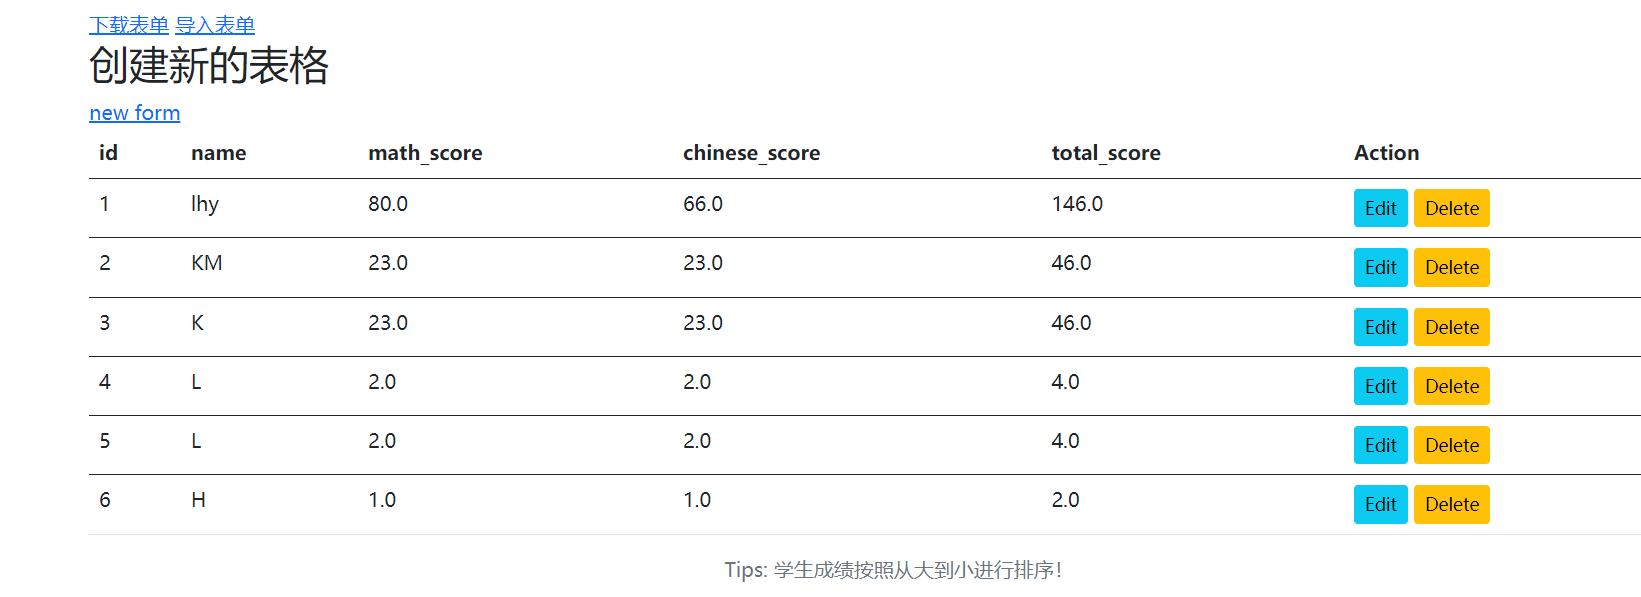 下载表单 导入表单
创建新的表格
new form
id name math_score chinese_score total_score Action
1 lhy 80.0 66.0 146.0 Edit Delete
2 KM 23.0 23.0 46.0 Edit Delete
3 K 23.0 23.0 46.0 Edit Delete
4 L 2.0 2.0 4.0 Edit Delete
5 L 2.0 2.0 4.0 Edit Delete
6 H 1.0 1.0 2.0 Edit Delete
Tips: 学生成绩按照从大到小进行排序!